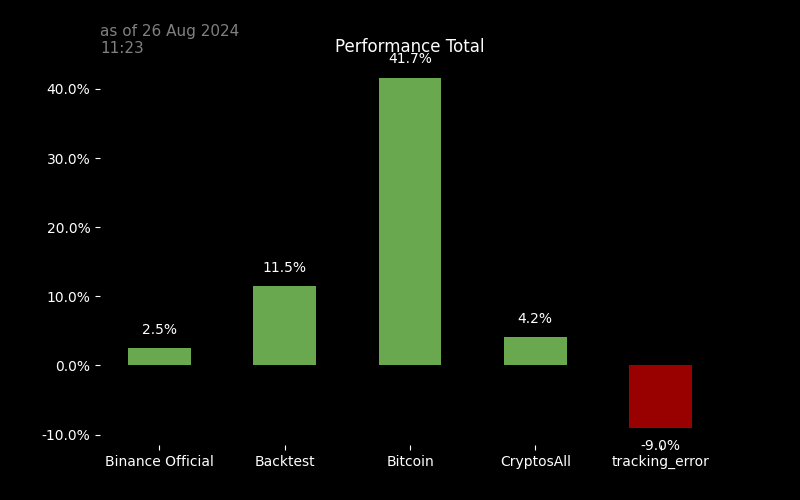 as of 26 Aug 2024
11:23
Performance Total
41.7%
40.0%
30.0%
20.0%
11.5%
10.0%
4.2%
2.5%
0.0%
-10.0%
-9.0%
Binance Official
Backtest
Bitcoin
CryptosAll
tracking_error